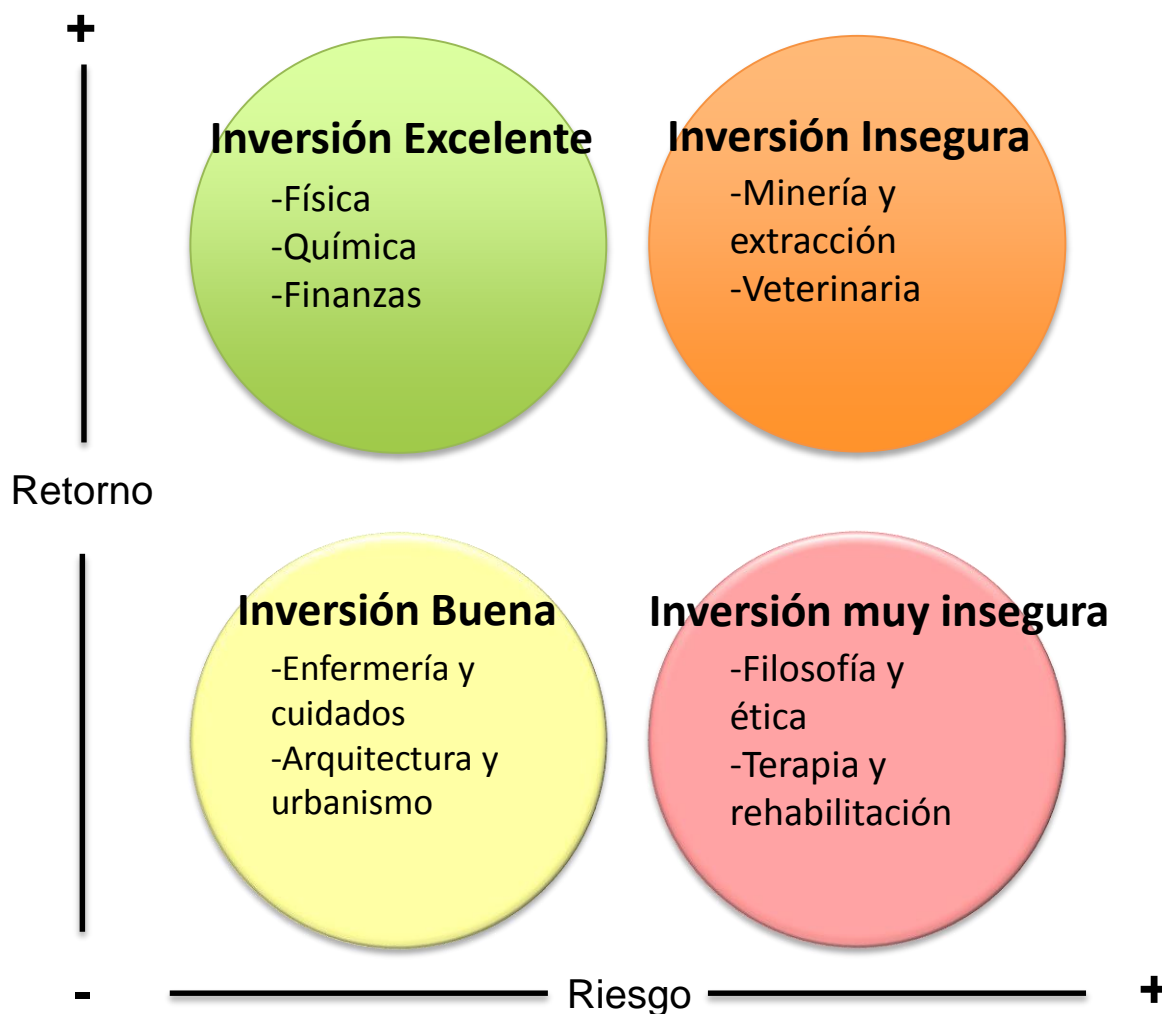 +
Inversión Excelente
-Física
-Química
-Finanzas
Inversión Insegura
-Minería y
extracción
-Veterinaria
Retorno
Inversión Buena
-Enfermería y
cuidados
-Arquitectura y
urbanismo
Inversión muy insegura
-Filosofía y
ética
-Terapia y
rehabilitación
-
Riesgo
+